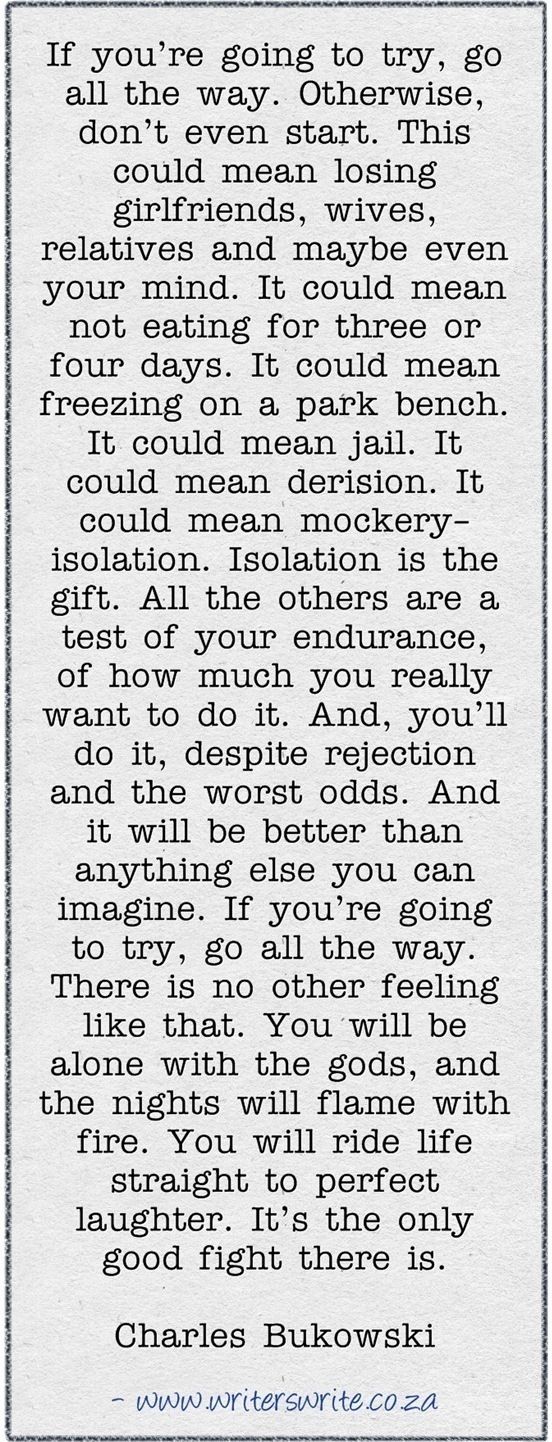 If you’re going to try, go
all the way. Otherwise,
don’t even start. This
could mean losing
girlfriends, wives,
relatives and maybe even
your mind. It could mean
not eating for three or
four days. It could mean
freezing on a park bench.
It could mean jail. It
could mean derision. It
could mean mockery–
isolation. Isolation is the
gift. All the others are a
test of your endurance,
of how much you really
want to do it. And, you’ll
do it, despite rejection
and the worst odds. And
it will be better than
anything else you can
imagine. If you’re going
to try, go all the way.
There is no other feeling
like that. You will be
alone with the gods, and
the nights will flame with
fire. You will ride life
straight to perfect
laughter. It’s the only
good fight there is.
Charles Bukowski
- www.writerswrite.co.za